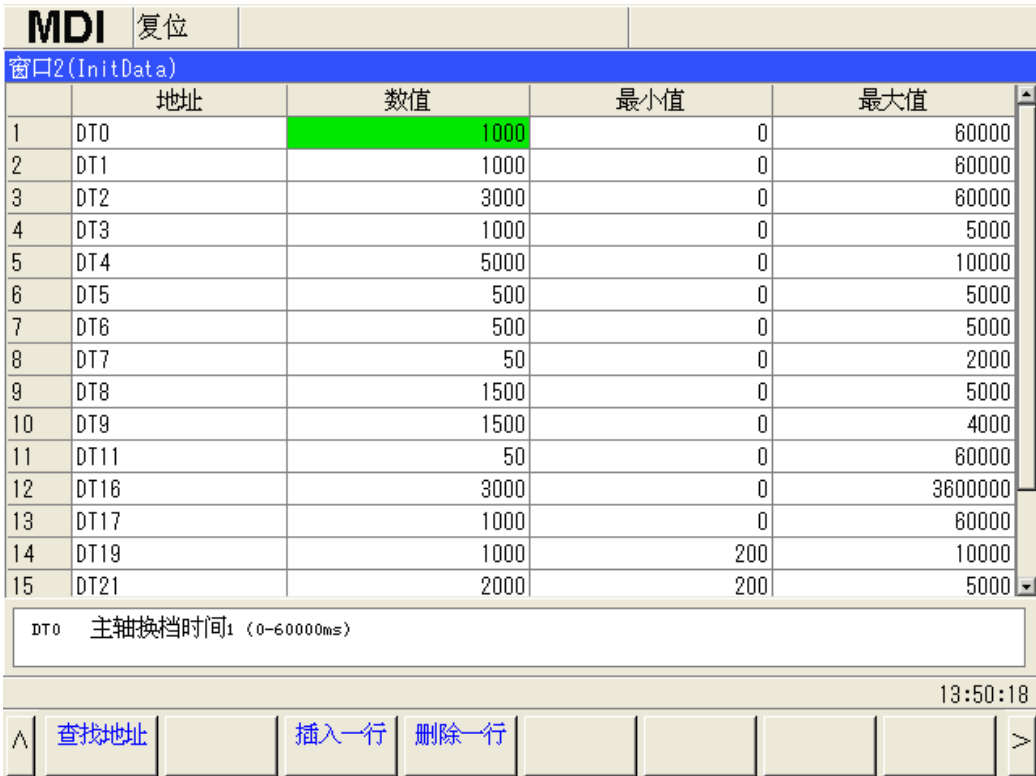 MDI 复位
窗口2(InitData)
地址 数值 最小值 最大值
1 DT0 1000 0 60000
2 DT1 1000 0 60000
3 DT2 3000 0 60000
4 DT3 1000 0 5000
5 DT4 5000 0 10000
6 DT5 500 0 5000
7 DT6 500 0 5000
8 DT7 50 0 2000
9 DT8 1500 0 5000
10 DT9 1500 0 4000
11 DT11 50 0 60000
12 DT16 3000 0 3600000
13 DT17 1000 0 60000
14 DT19 1000 200 10000
15 DT21 2000 200 5000
DT0 主轴换档时间1 (0-60000ms)
13:50:18
∧ 查找地址 插入一行 删除一行 >